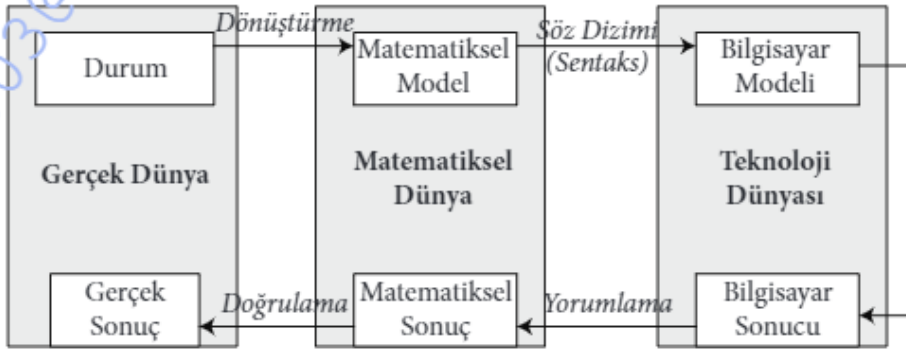 Dönüştürme
Söz Dizimi
(Sentaks)
Durum
Matematiksel
Model
Bilgisayar
Modeli
Gerçek Dünya
Matematiksel
Dünya
Teknoloji
Dünyası
Gerçek
Sonuç
Doğrulama
Matematiksel
Sonuç
Yorumlama
Bilgisayar
Sonucu